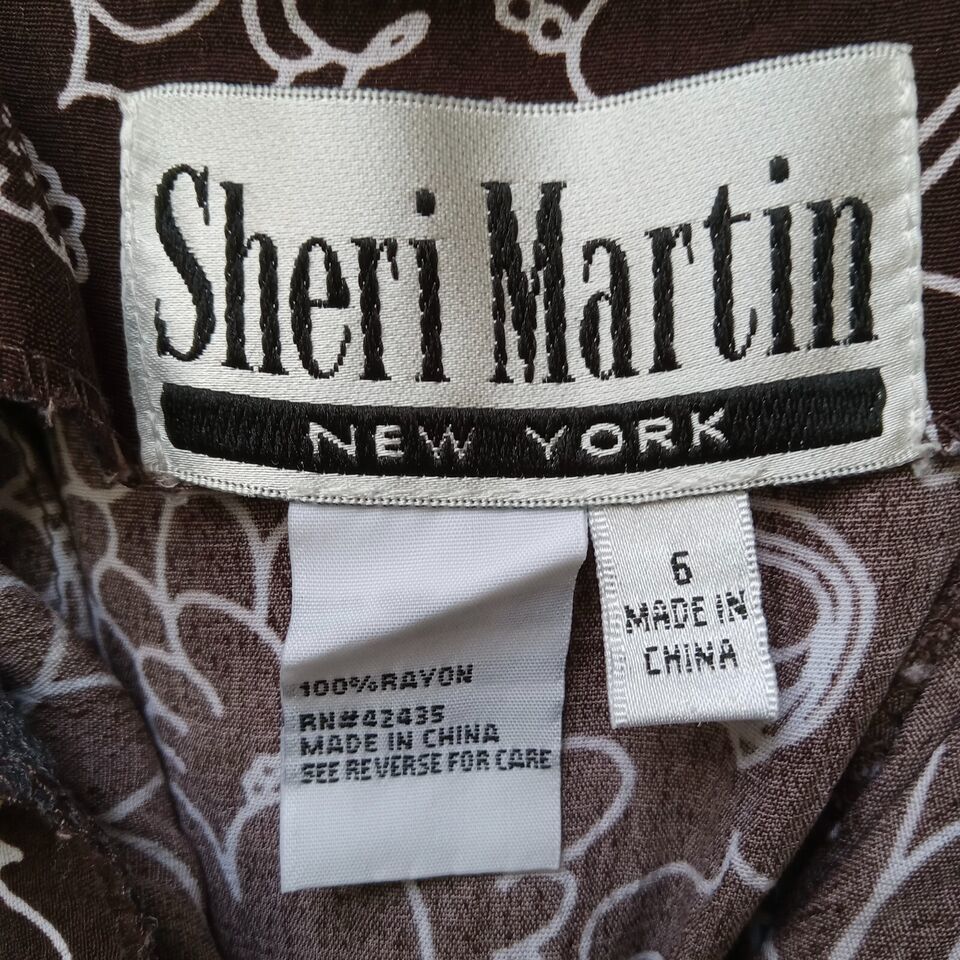 Sheri Martin
NEW YORK
6
MADE IN
CHINA
100%RAYON
RN#42435
MADE IN CHINA
SEE REVERSE FOR CARE